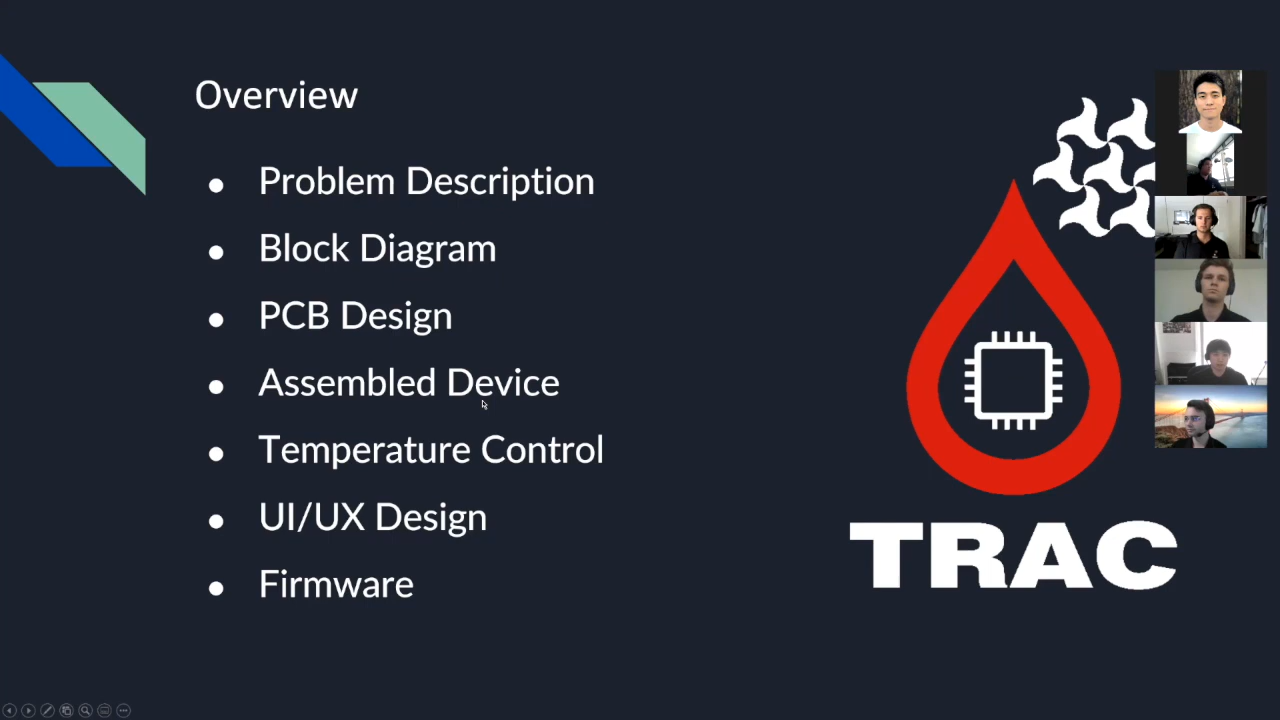 Overview
Problem Description
Block Diagram
PCB Design
Assembled Device
Temperature Control
UI/UX Design
Firmware
TRAC